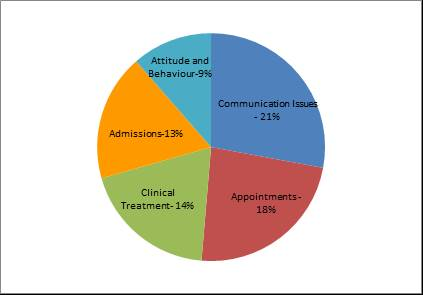 Attitude and
Behaviour-9%
Communication Issues
- 21%
Admissions-13%
Clinical
Treatment- 14%
Appointments -
18%